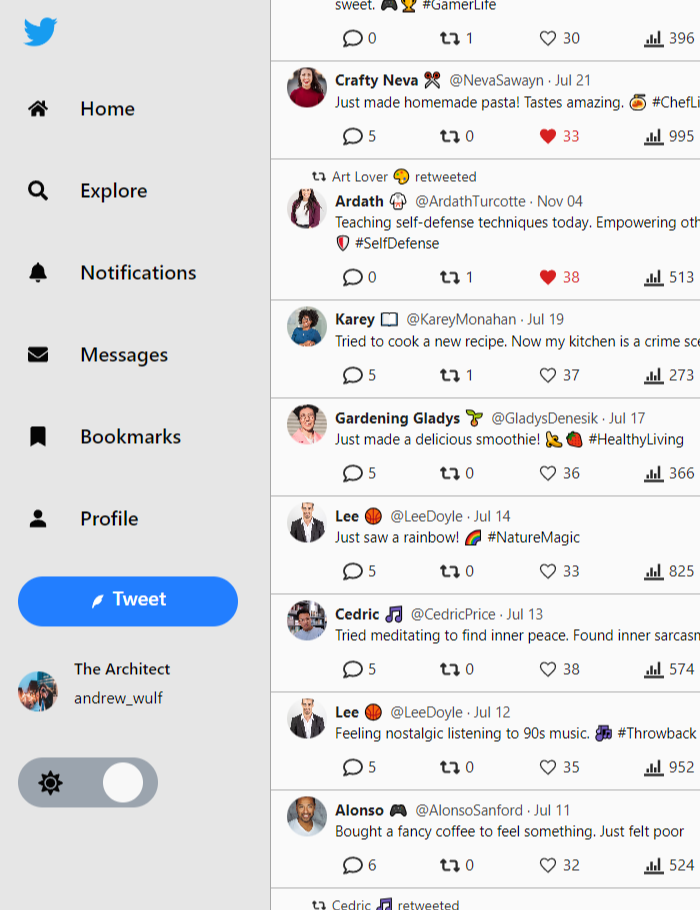 Home
Explore
Notifications
Messages
Bookmarks
Profile
Tweet
The Architect
andrew_wulf
sweet. 🎮🏆 #GamerLife
0 1 30 396
Crafty Neva ✂️ @NevaSawayn · Jul 21
Just made homemade pasta! Tastes amazing. 🍝 #ChefLi
5 0 33 995
Art Lover 🎨 retweeted
Ardath 🥋 @ArdathTurcotte · Nov 04
Teaching self-defense techniques today. Empowering oth
🛡️ #SelfDefense
0 1 38 513
Karey 📖 @KareyMonahan · Jul 19
Tried to cook a new recipe. Now my kitchen is a crime sce
5 1 37 273
Gardening Gladys 🌱 @GladysDenesik · Jul 17
Just made a delicious smoothie! 🍌🍓 #HealthyLiving
5 0 36 366
Lee 🏀 @LeeDoyle · Jul 14
Just saw a rainbow! 🌈 #NatureMagic
5 0 33 825
Cedric 🎵 @CedricPrice · Jul 13
Tried meditating to find inner peace. Found inner sarcasn
5 0 38 574
Lee 🏀 @LeeDoyle · Jul 12
Feeling nostalgic listening to 90s music. 🎶 #Throwback
5 0 35 952
Alonso 🎮 @AlonsoSanford · Jul 11
Bought a fancy coffee to feel something. Just felt poor
6 0 32 524
Cedric 🎵 retweeted